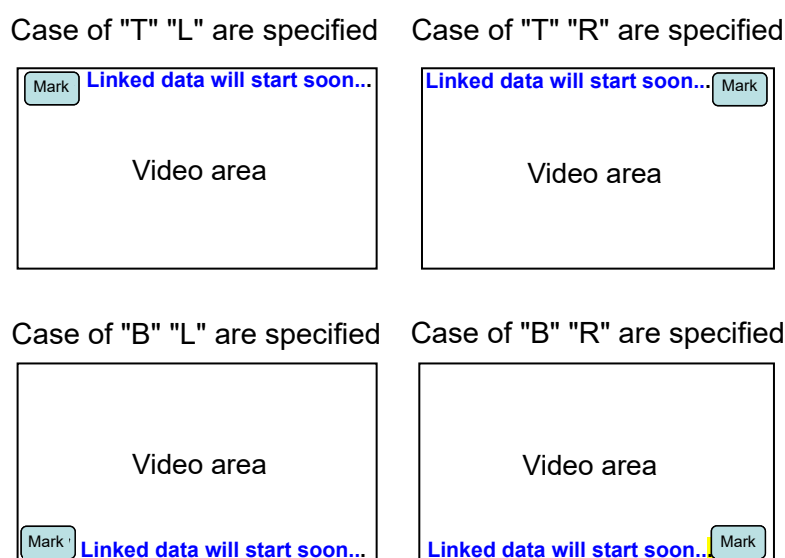 Case of "T" "L" are specified
Case of "T" "R" are specified
Mark Linked data will start soon...
Linked data will start soon... Mark
Video area
Video area
Case of "B" "L" are specified
Case of "B" "R" are specified
Video area
Video area
Mark Linked data will start soon...
Linked data will start soon... Mark